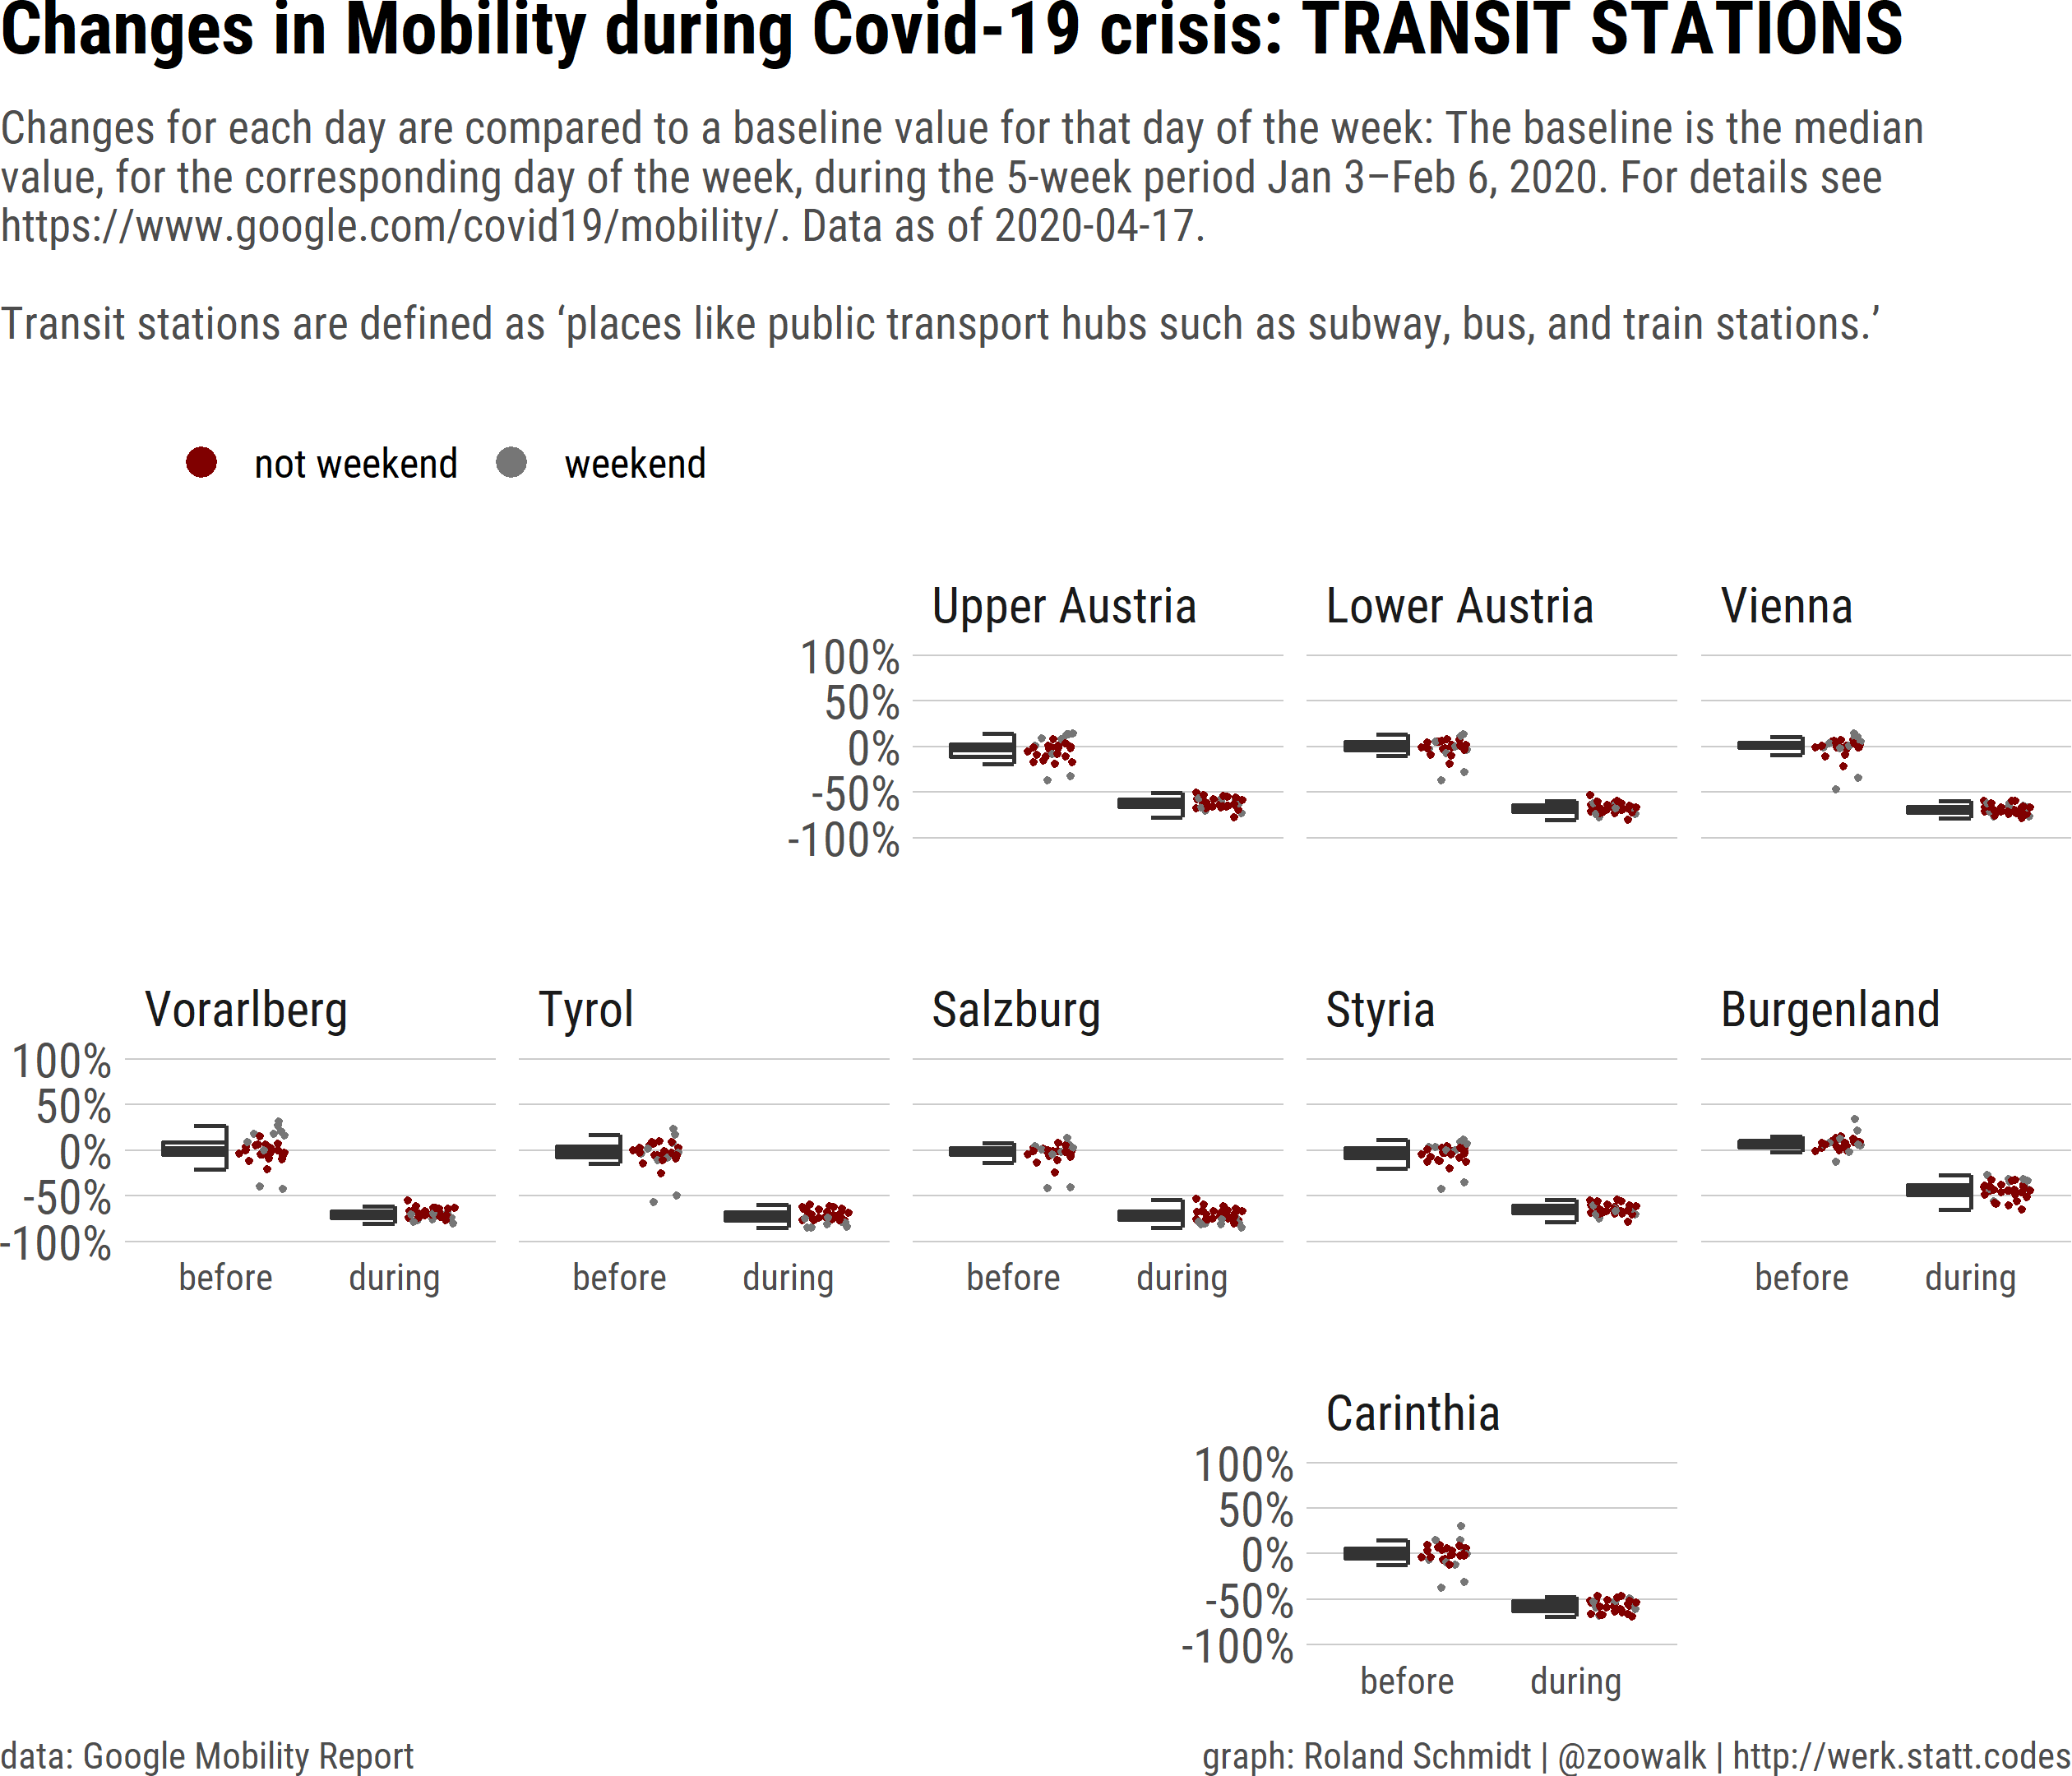 Changes in Mobility during Covid-19 crisis: TRANSIT STATIONS
Changes for each day are compared to a baseline value for that day of the week: The baseline is the median
value, for the corresponding day of the week, during the 5-week period Jan 3–Feb 6, 2020. For details see
https://www.google.com/covid19/mobility/. Data as of 2020-04-17.
Transit stations are defined as ‘places like public transport hubs such as subway, bus, and train stations.’
not weekend weekend
Upper Austria Lower Austria Vienna
100%
50%
0%
-50%
-100%
Vorarlberg Tyrol Salzburg Styria Burgenland
100%
50%
0%
-50%
-100%
before during before during before during before during
Carinthia
100%
50%
0%
-50%
-100%
before during
data: Google Mobility Report graph: Roland Schmidt | @zoowalk | http://werk.statt.codes